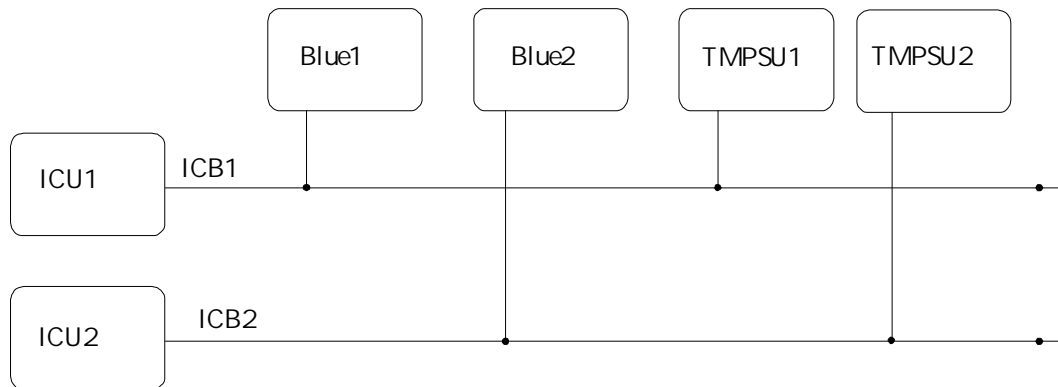 Blue1
Blue2
TMPSU1
TMPSU2
ICU1
ICB1
ICU2
ICB2